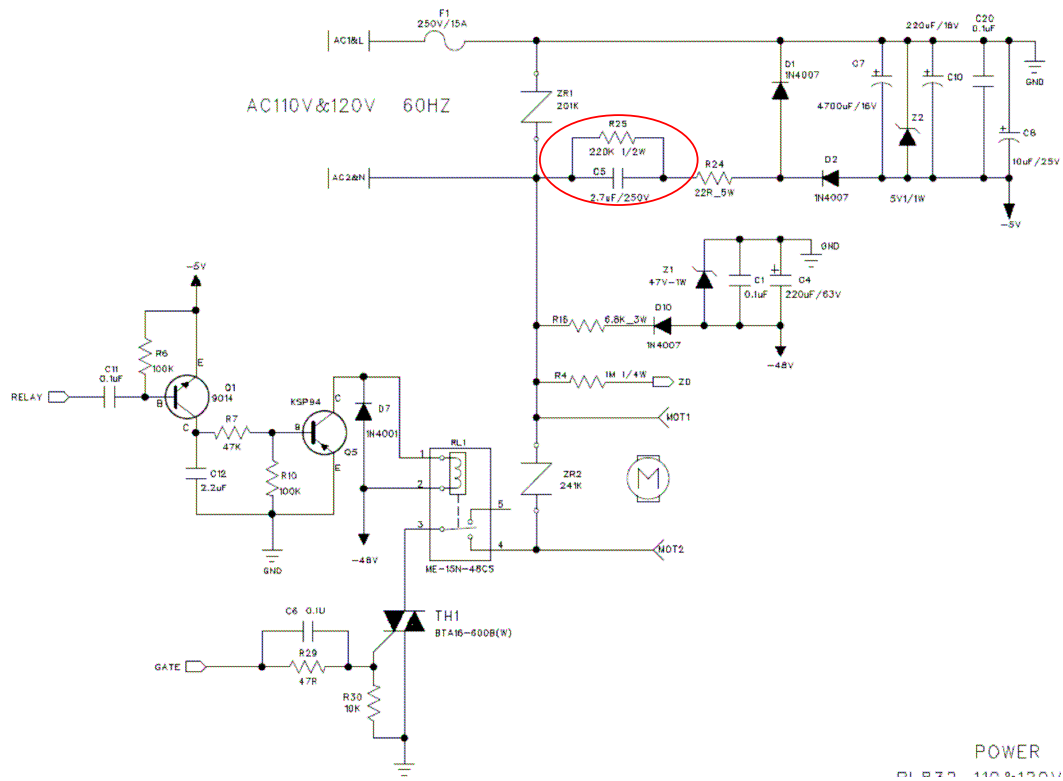 F1
250V/15A
220uF/16V
C20
0.1uF
AC1&L
D1
1N4007
C7
C10
GND
ZR1
201K
AC110V&120V 60HZ
R25
220K 1/2W
4700uF/16V
Z2
C8
10uF/25V
C5
R24
D2
AC2&N
2.7uF/250V
22R_5W
1N4007
5V1/1W
-5V
GND
-5V
Z1
47V-1W
C1
0.1uF
C4
220uF/63V
D10
R16
6.8K_3W
1N4007
-48V
R6
100K
E
C11
0.1uF
R4
1M 1/4W
ZD
Q1
9014
RELAY
B
KSP94
C
D7
1N4001
MOT1
C
R7
47K
B
Q5
RL1
E
1
ZR2
241K
M
C12
2.2uF
R10
100K
2
5
3
4
MOT2
GND
-48V
ME-15N-48CS
C6 0.1U
TH1
BTA16-600B(W)
GATE
R29
47R
R30
10K
POWER